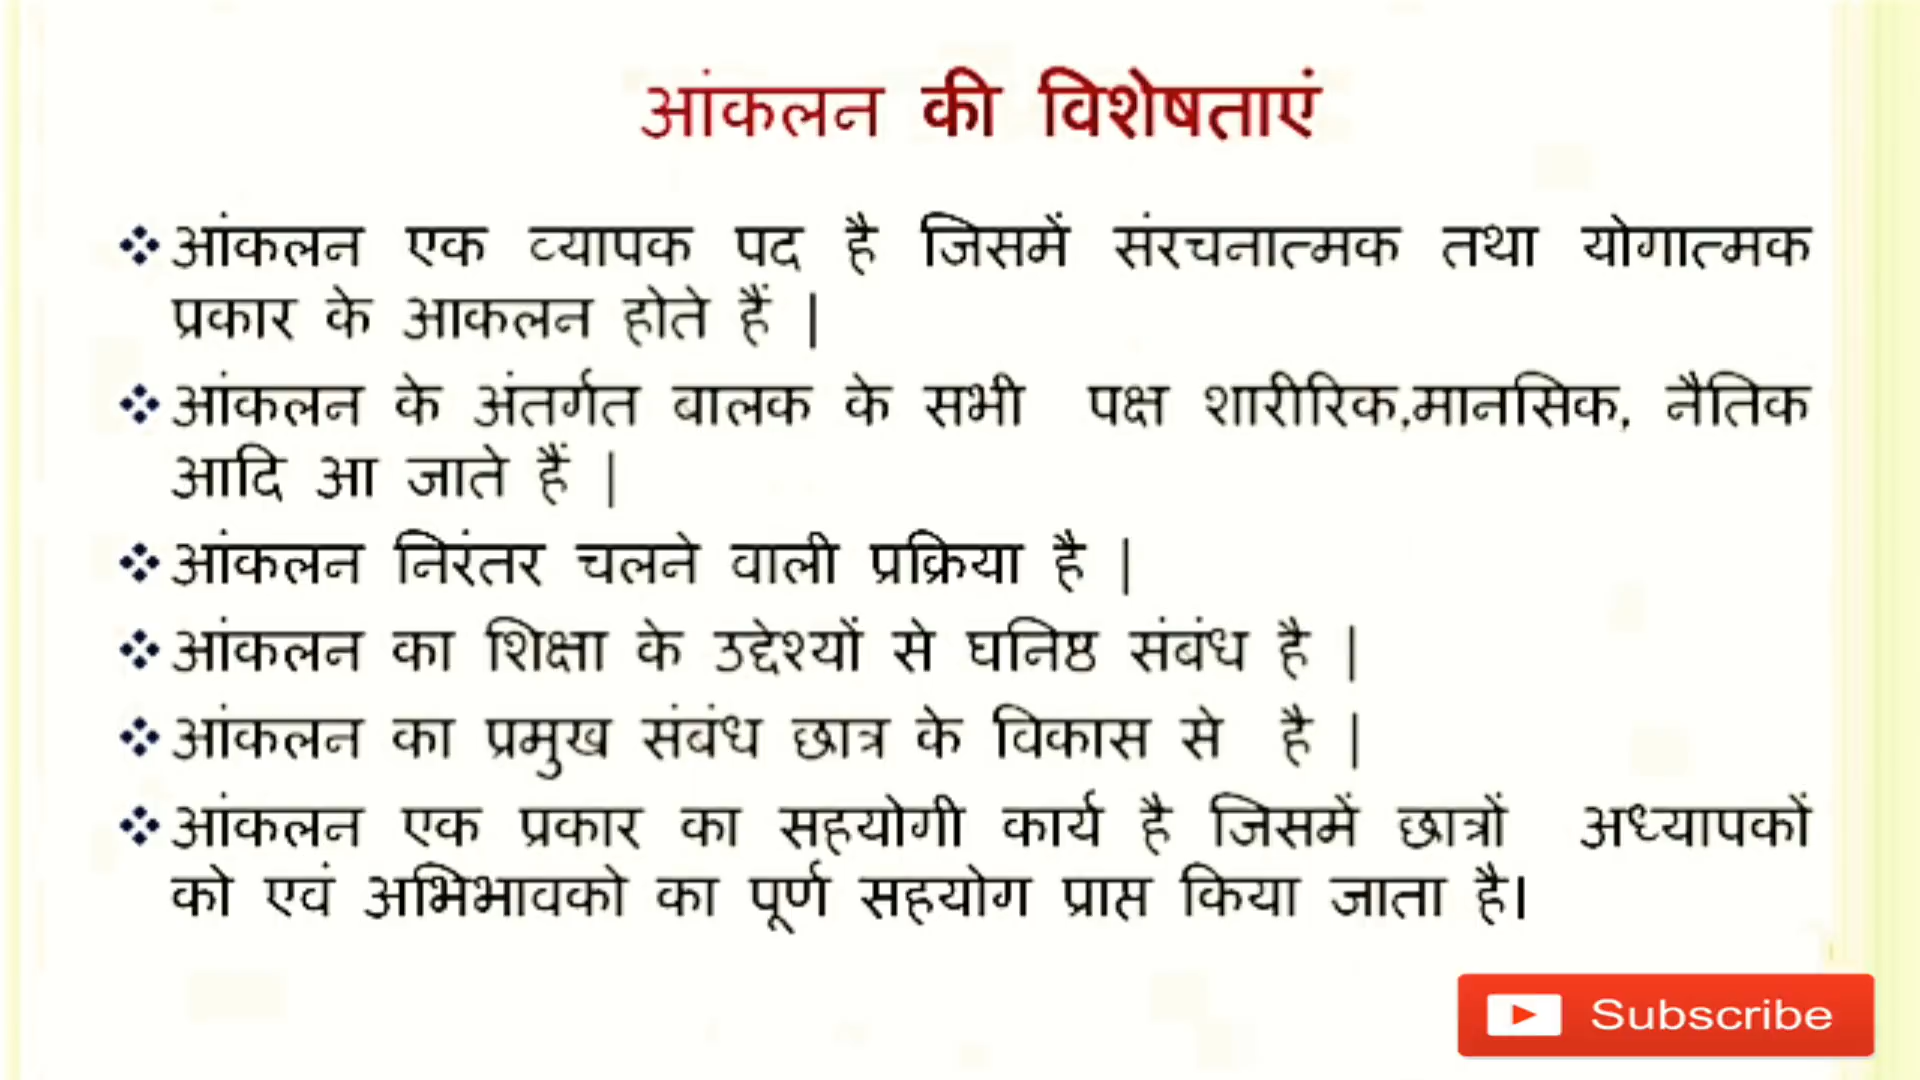 आंकलन की विशेषताएं
आंकलन एक व्यापक पद है जिसमें संरचनात्मक तथा योगात्मक
प्रकार के आकलन होते हैं |
आंकलन के अंतर्गत वालक के सभी पक्ष शारीरिक,मानसिक, नैतिक
आदि आ जाते हैं |
आंकलन निरंतर चलने वाली प्रक्रिया है |
आंकलन का शिक्षा के उद्देश्यों से घनिष्ठ संबंध है |
आंकलन का प्रमुख संबंध छात्र के विकास से है |
आंकलन एक प्रकार का सहयोगी कार्य है जिसमें छात्रों अध्यापकों
को एवं अभिभावको का पूर्ण सहयोग प्राप्त किया जाता है।
Subscribe